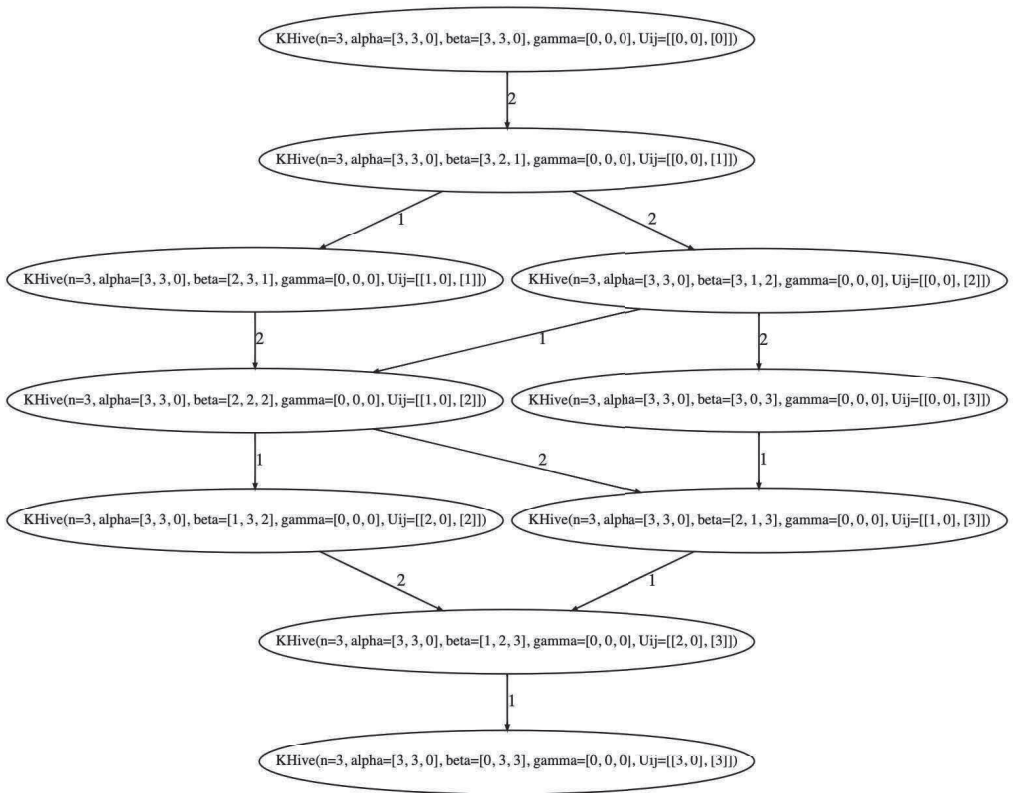 KHive(n=3, alpha=[3, 3, 0], beta=[3, 3, 0], gamma=[0, 0, 0], Uij=[[0, 0], [0]])
2
KHive(n=3, alpha=[3, 3, 0], beta=[3, 2, 1], gamma=[0, 0, 0], Uij=[[0, 0], [1]])
1 2
KHive(n=3, alpha=[3, 3, 0], beta=[2, 3, 1], gamma=[0, 0, 0], Uij=[[1, 0], [1]]) KHive(n=3, alpha=[3, 3, 0], beta=[3, 1, 2], gamma=[0, 0, 0], Uij=[[0, 0], [2]])
2 1 2
KHive(n=3, alpha=[3, 3, 0], beta=[2, 2, 2], gamma=[0, 0, 0], Uij=[[1, 0], [2]]) KHive(n=3, alpha=[3, 3, 0], beta=[3, 0, 3], gamma=[0, 0, 0], Uij=[[0, 0], [3]])
1 2 1
KHive(n=3, alpha=[3, 3, 0], beta=[1, 3, 2], gamma=[0, 0, 0], Uij=[[2, 0], [2]]) KHive(n=3, alpha=[3, 3, 0], beta=[2, 1, 3], gamma=[0, 0, 0], Uij=[[1, 0], [3]])
2 1
KHive(n=3, alpha=[3, 3, 0], beta=[1, 2, 3], gamma=[0, 0, 0], Uij=[[2, 0], [3]])
1
KHive(n=3, alpha=[3, 3, 0], beta=[0, 3, 3], gamma=[0, 0, 0], Uij=[[3, 0], [3]])